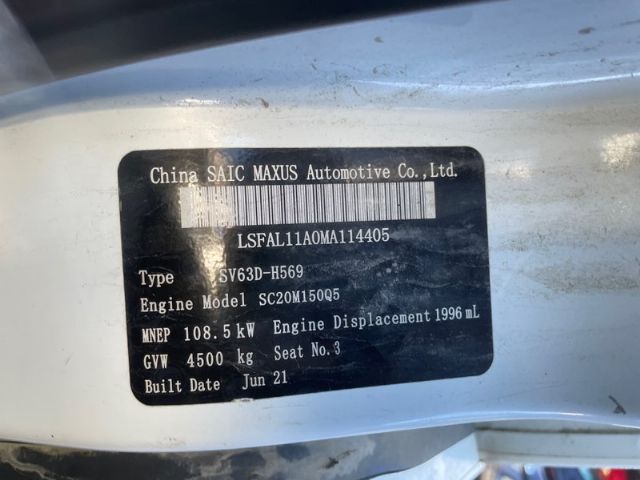 China SAIC MAXUS Automotive Co.,Ltd.
LSFAL11A0MA114405
Type SV63D-H569
Engine Model SC20M150Q5
MNEP 108.5 kW Engine Displacement 1996 mL
GVW 4500 kg Seat No. 3
Built Date Jun 21